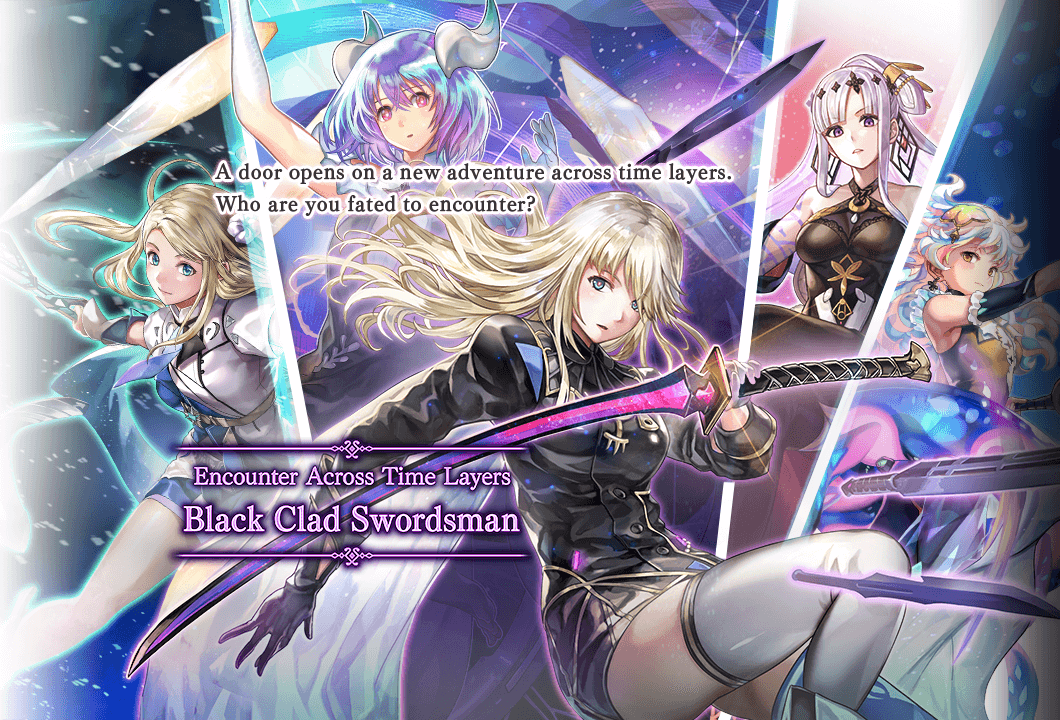 A door opens on a new adventure across time layers.
Who are you fated to encounter?
Encounter Across Time Layers
Black Clad Swordsman